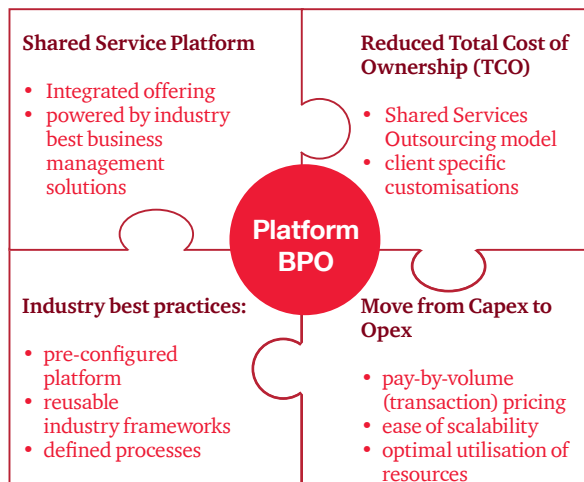 Shared Service Platform
• Integrated offering
• powered by industry
best business
management
solutions
Reduced Total Cost of
Ownership (TCO)
• Shared Services
Outsourcing model
• client specific
customisations
Platform
BPO
Industry best practices:
• pre-configured
platform
• reusable
industry frameworks
• defined processes
Move from Capex to
Opex
• pay-by-volume
(transaction) pricing
• ease of scalability
• optimal utilisation of
resources